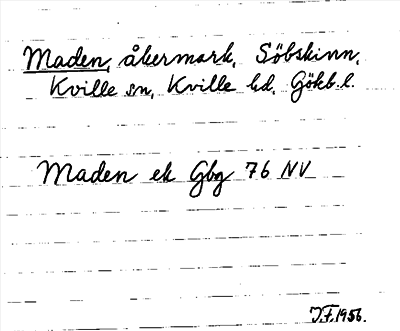 Maden, åkermark, Söbskinn,
Kville sn, Kville hd, Gökb.l.
Maden ek Gbg 76 NV
J.F. 1956.